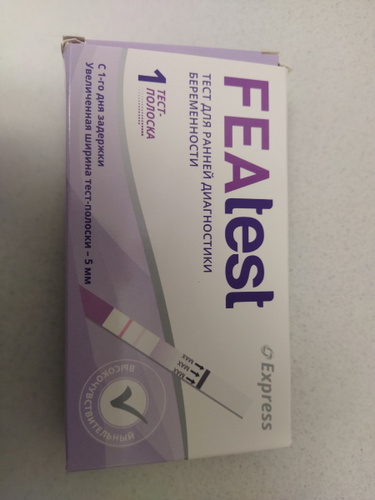 FEAtest
Express
ТЕСТ ДЛЯ РАННЕЙ ДИАГНОСТИКИ
БЕРЕМЕННОСТИ
1 ТЕСТ-
ПОЛОСКА
С 1-го дня задержки
Увеличенная ширина тест-полоски – 5 мм
MAX
MAX
MAX
ВЫСОКОЧУВСТВИТЕЛЬНЫЙ